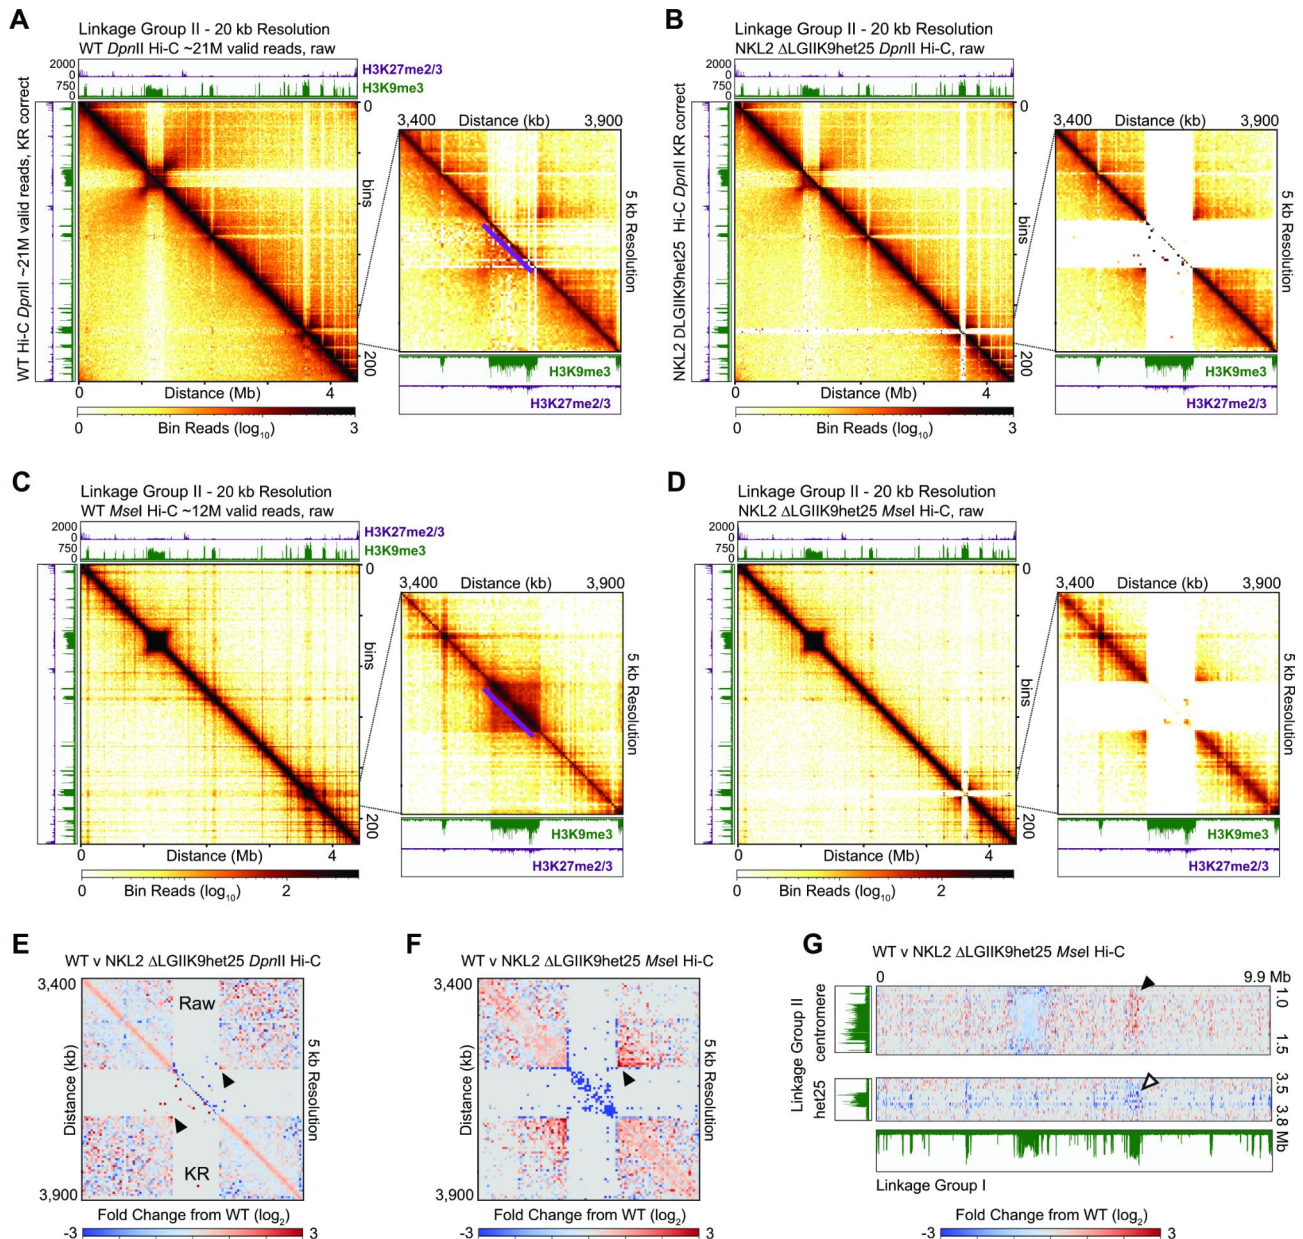 A
Linkage Group II - 20 kb Resolution
WT DpnII Hi-C ~21M valid reads, raw
2000
0
750
0
H3K27me2/3
H3K9me3
WT Hi-C DpnII ~21M valid reads, KR correct
0
bins
200
0
Distance (Mb)
4
0
Bin Reads (log10)
3
3,400
Distance (kb)
3,900
5 kb Resolution
H3K9me3
H3K27me2/3
B
Linkage Group II - 20 kb Resolution
NKL2 ΔLGIIK9het25 DpnII Hi-C, raw
2000
0
750
0
NKL2 DLGIIK9het25 Hi-C DpnII KR correct
0
bins
200
0
Distance (Mb)
4
0
Bin Reads (log10)
3
3,400
Distance (kb)
3,900
5 kb Resolution
H3K9me3
H3K27me2/3
C
Linkage Group II - 20 kb Resolution
WT MseI Hi-C ~12M valid reads, raw
2000
0
750
0
H3K27me2/3
H3K9me3
0
bins
200
0
Distance (Mb)
4
0
Bin Reads (log10)
2
3,400
Distance (kb)
3,900
5 kb Resolution
H3K9me3
H3K27me2/3
D
Linkage Group II - 20 kb Resolution
NKL2 ΔLGIIK9het25 MseI Hi-C, raw
2000
0
750
0
0
bins
200
0
Distance (Mb)
4
0
Bin Reads (log10)
2
3,400
Distance (kb)
3,900
5 kb Resolution
H3K9me3
H3K27me2/3
E
WT v NKL2 ΔLGIIK9het25 DpnII Hi-C
3,400
Distance (kb)
3,900
Raw
KR
5 kb Resolution
Fold Change from WT (log2)
-3
3
F
WT v NKL2 ΔLGIIK9het25 MseI Hi-C
3,400
Distance (kb)
3,900
5 kb Resolution
Fold Change from WT (log2)
-3
3
G
WT v NKL2 ΔLGIIK9het25 MseI Hi-C
0
9.9 Mb
Linkage Group II
centromere
het25
1.0
1.5
3.5
3.8 Mb
Linkage Group I
Fold Change from WT (log2)
-3
3